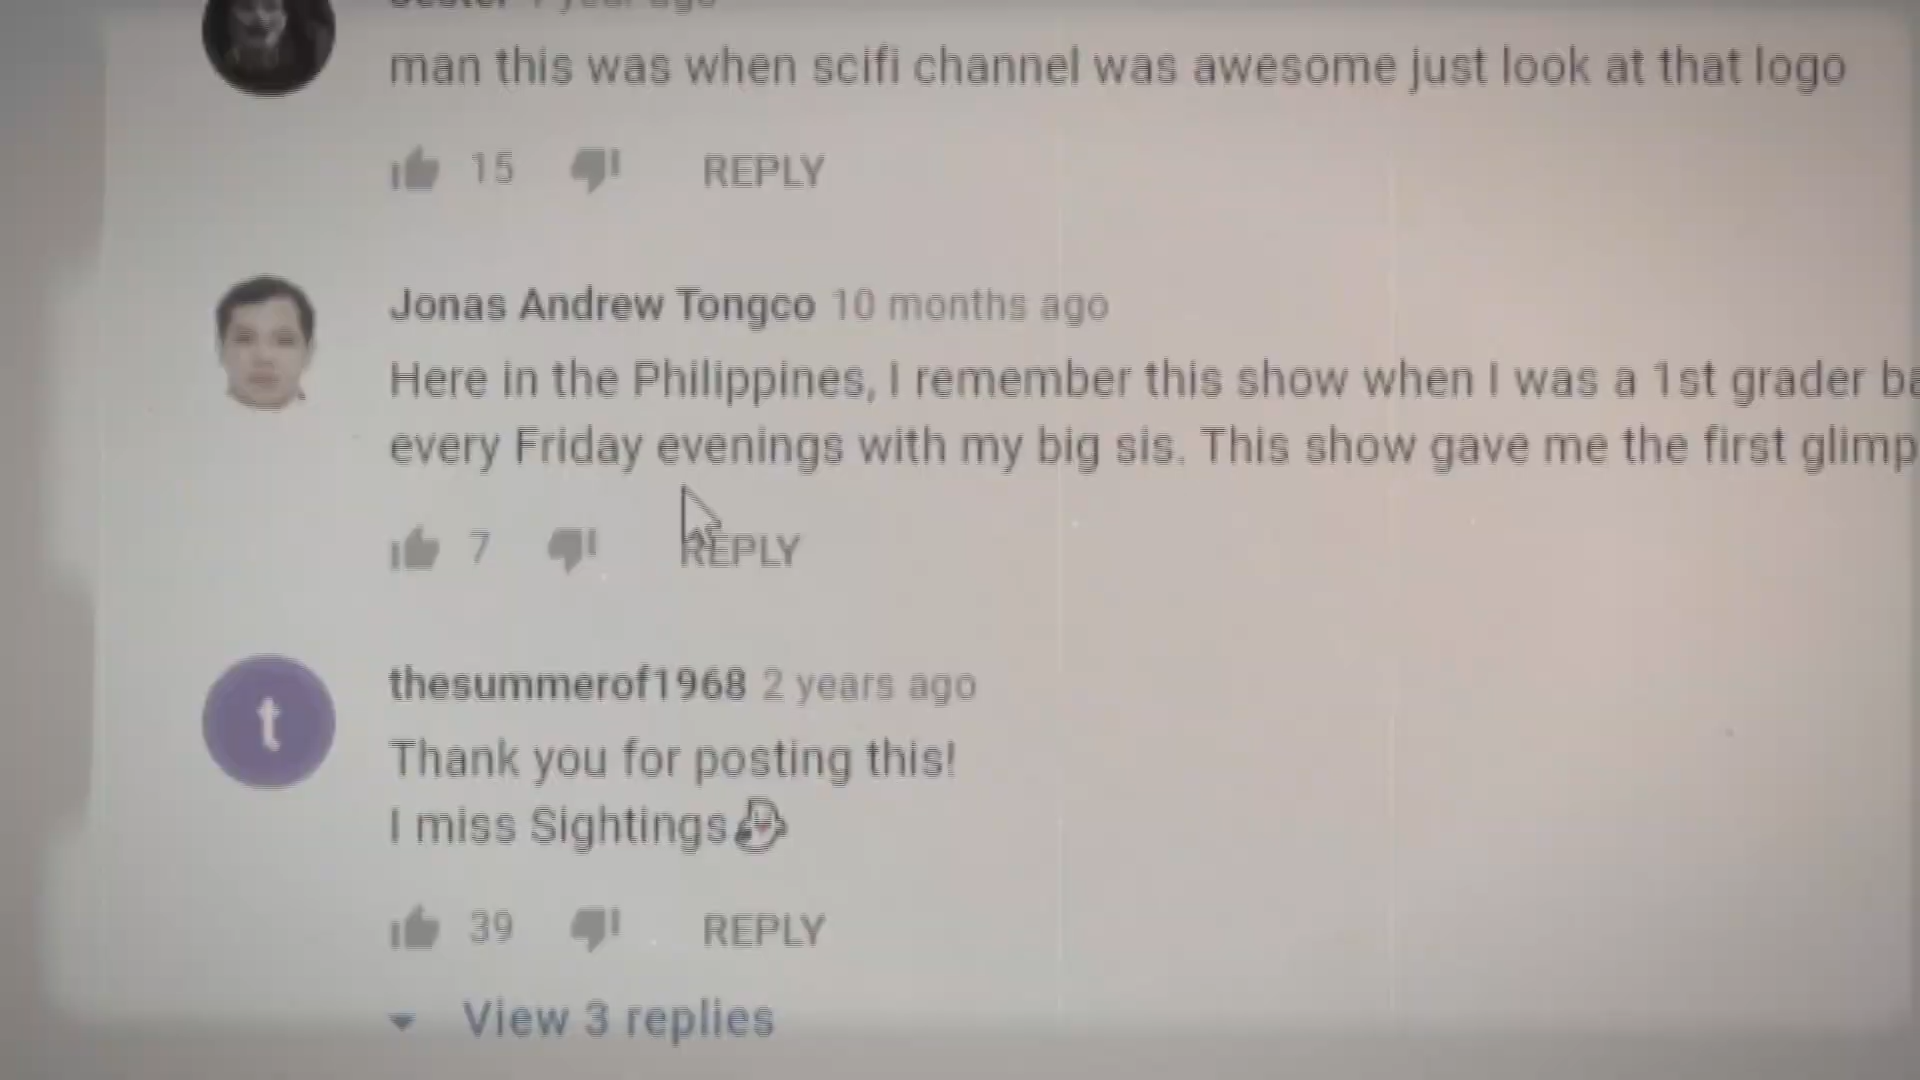 man this was when scifi channel was awesome just look at that logo
15 REPLY
Jonas Andrew Tongco 10 months ago
Here in the Philippines, I remember this show when I was a 1st grader
every Friday evenings with my big sis. This show gave me the first
7 REPLY
t
thesummerof1968 2 years ago
Thank you for posting this!
I miss Sightings
39 REPLY
View 3 replies